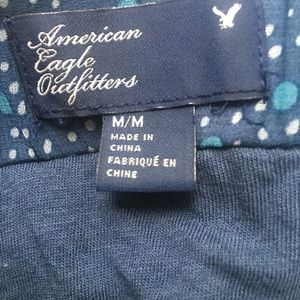 American
Eagle
Outfitters
M/M
MADE IN
CHINA
FABRIQUÉ EN
CHINE